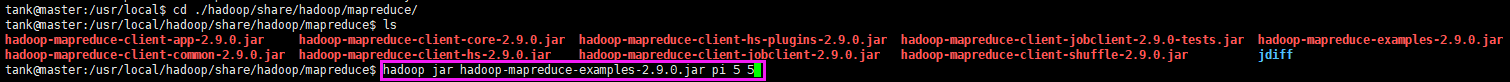 tank@master:/usr/local$ cd ./hadoop/share/hadoop/mapreduce/
tank@master:/usr/local/hadoop/share/hadoop/mapreduce$ ls
hadoop-mapreduce-client-app-2.9.0.jar hadoop-mapreduce-client-core-2.9.0.jar hadoop-mapreduce-client-hs-plugins-2.9.0.jar hadoop-mapreduce-client-jobclient-2.9.0-tests.jar hadoop-mapreduce-examples-2.9.0.jar
hadoop-mapreduce-client-common-2.9.0.jar hadoop-mapreduce-client-hs-2.9.0.jar hadoop-mapreduce-client-jobclient-2.9.0.jar hadoop-mapreduce-client-shuffle-2.9.0.jar jdiff
tank@master:/usr/local/hadoop/share/hadoop/mapreduce$ hadoop jar hadoop-mapreduce-examples-2.9.0.jar pi 5 5